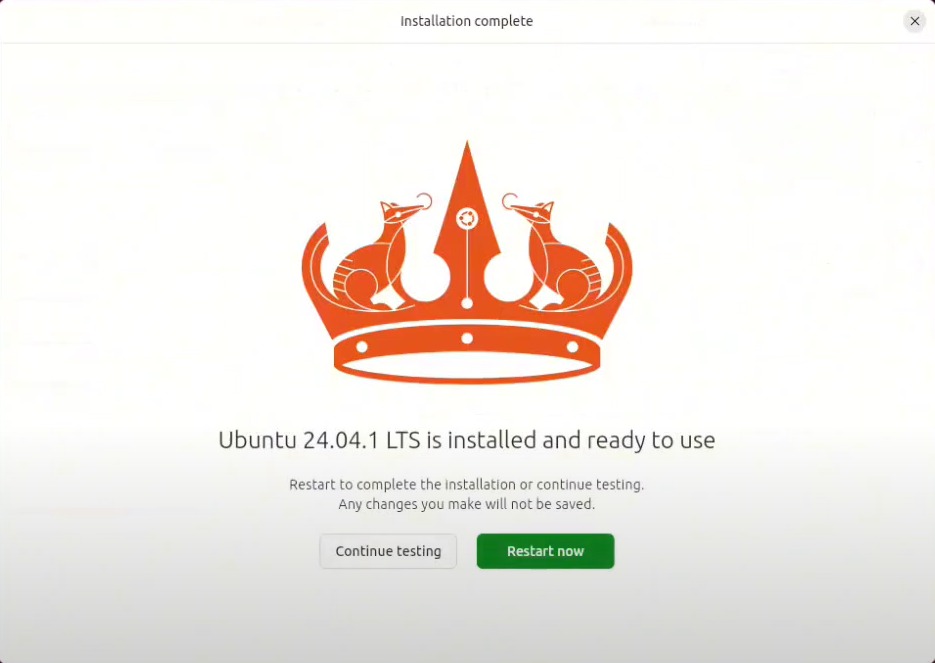 Installation complete
Ubuntu 24.04.1 LTS is installed and ready to use
Restart to complete the installation or continue testing.
Any changes you make will not be saved.
Continue testing
Restart now